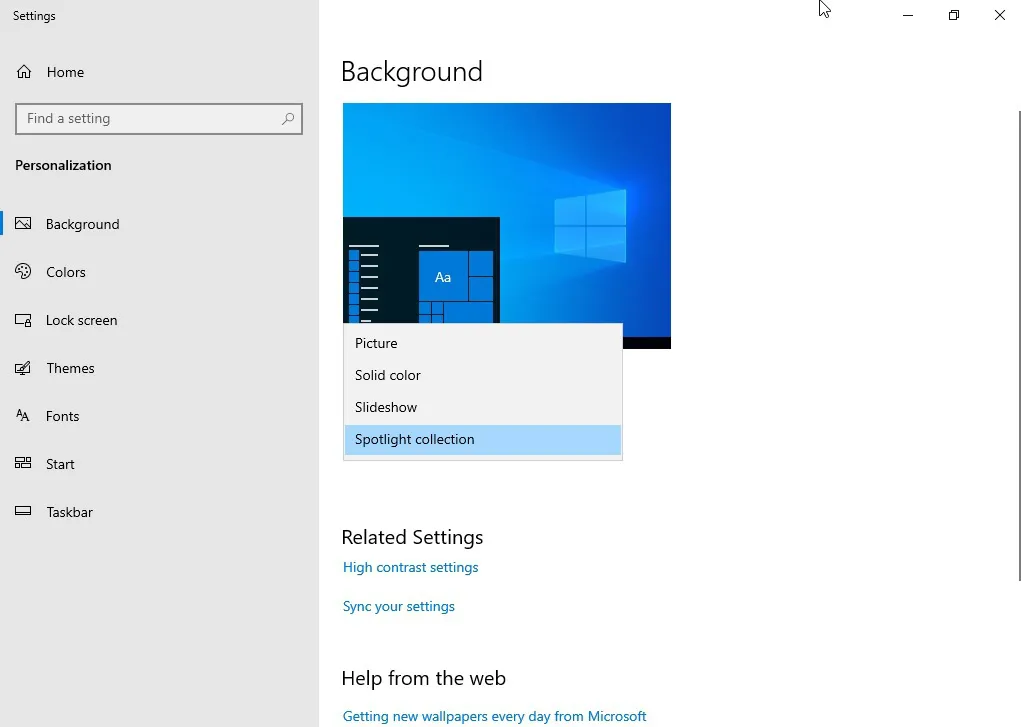 Settings
Home
Find a setting
Personalization
Background
Colors
Lock screen
Themes
Fonts
Start
Taskbar
Background
Aa
Picture
Solid color
Slideshow
Spotlight collection
Related Settings
High contrast settings
Sync your settings
Help from the web
Getting new wallpapers every day from Microsoft